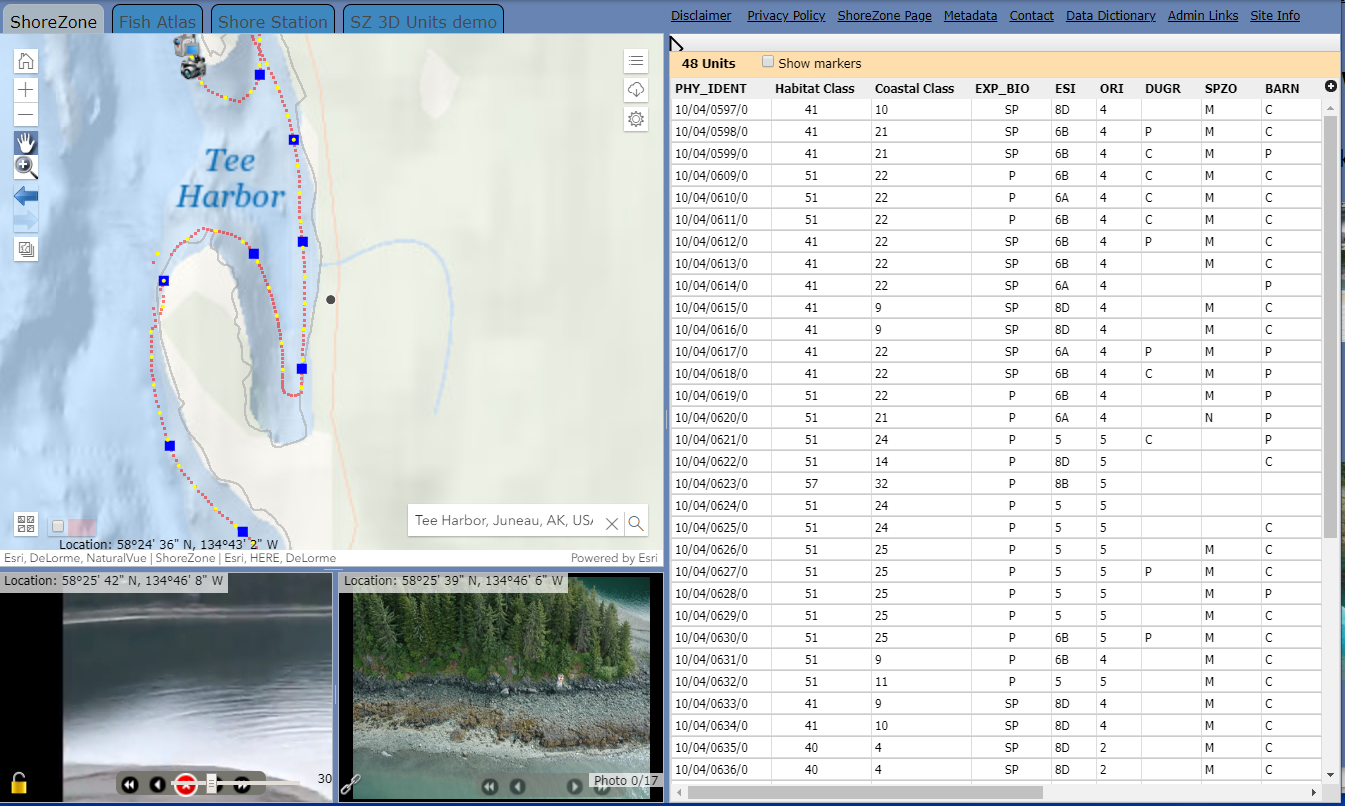 ShoreZone Fish Atlas Shore Station SZ 3D Units demo
Disclaimer Privacy Policy ShoreZone Page Metadata Contact Data Dictionary Admin Links Site Info
Tee
Harbor
Tee Harbor, Juneau, AK, USA
Location: 58°24' 36" N, 134°43' 2" W
Esri, DeLorme, NaturalVue | ShoreZone | Esri, HERE, DeLorme Powered by Esri
Location: 58°25' 42" N, 134°46' 8" W
30
Location: 58°25' 39" N, 134°46' 6" W
Photo 0/17
48 Units Show markers
PHY_IDENT Habitat Class Coastal Class EXP_BIO ESI ORI DUGR SPZO BARN
10/04/0597/0 41 10 SP 8D 4 M C
10/04/0598/0 41 21 SP 6B 4 P M C
10/04/0599/0 41 21 SP 6B 4 C M P
10/04/0609/0 51 22 P 6B 4 C M C
10/04/0610/0 51 22 P 6A 4 C M C
10/04/0611/0 51 22 P 6B 4 C M C
10/04/0612/0 41 22 SP 6B 4 P M C
10/04/0613/0 41 22 SP 6B 4 M C
10/04/0614/0 41 22 SP 6A 4 P
10/04/0615/0 41 9 SP 8D 4 M C
10/04/0616/0 41 9 SP 8D 4 M C
10/04/0617/0 41 22 SP 6A 4 P M P
10/04/0618/0 41 22 SP 6B 4 C M P
10/04/0619/0 51 22 P 6B 4 M P
10/04/0620/0 51 21 P 6A 4 N P
10/04/0621/0 51 24 P 5 5 C P
10/04/0622/0 51 14 P 8D 5 C
10/04/0623/0 57 32 P 8B 5
10/04/0624/0 51 24 P 5 5
10/04/0625/0 51 24 P 5 5 C
10/04/0626/0 51 25 P 5 5 M C
10/04/0627/0 51 25 P 5 5 P M C
10/04/0628/0 51 25 P 5 5 M P
10/04/0629/0 51 25 P 5 5 M C
10/04/0630/0 51 25 P 6B 5 P M C
10/04/0631/0 51 9 P 6B 4 M C
10/04/0632/0 51 11 P 5 5 M C
10/04/0633/0 41 9 SP 8D 4 M C
10/04/0634/0 41 10 SP 8D 4 M C
10/04/0635/0 40 4 SP 8D 2 M C
10/04/0636/0 40 4 SP 8D 2 M C